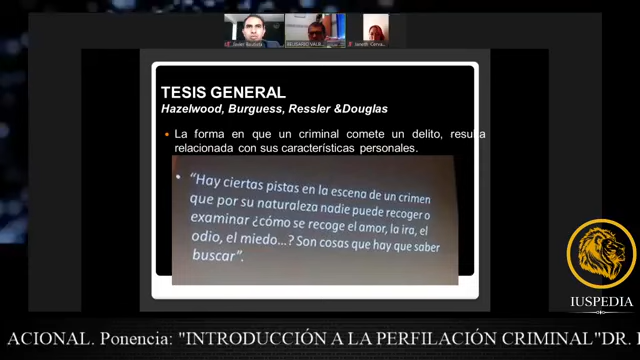 TESIS GENERAL
Hazelwood, Burguess, Ressler &Douglas
La forma en que un criminal comete un delito, resulta
relacionada con sus características personales.
“Hay ciertas pistas en la escena de un crimen
que por su naturaleza nadie puede recoger o
examinar ¿cómo se recoge el amor, la ira, el
odio, el miedo...? Son cosas que hay que saber
buscar”.
IUSPEDIA
ACIONAL. Ponencia: "INTRODUCCIÓN A LA PERFILACIÓN CRIMINAL"DR.